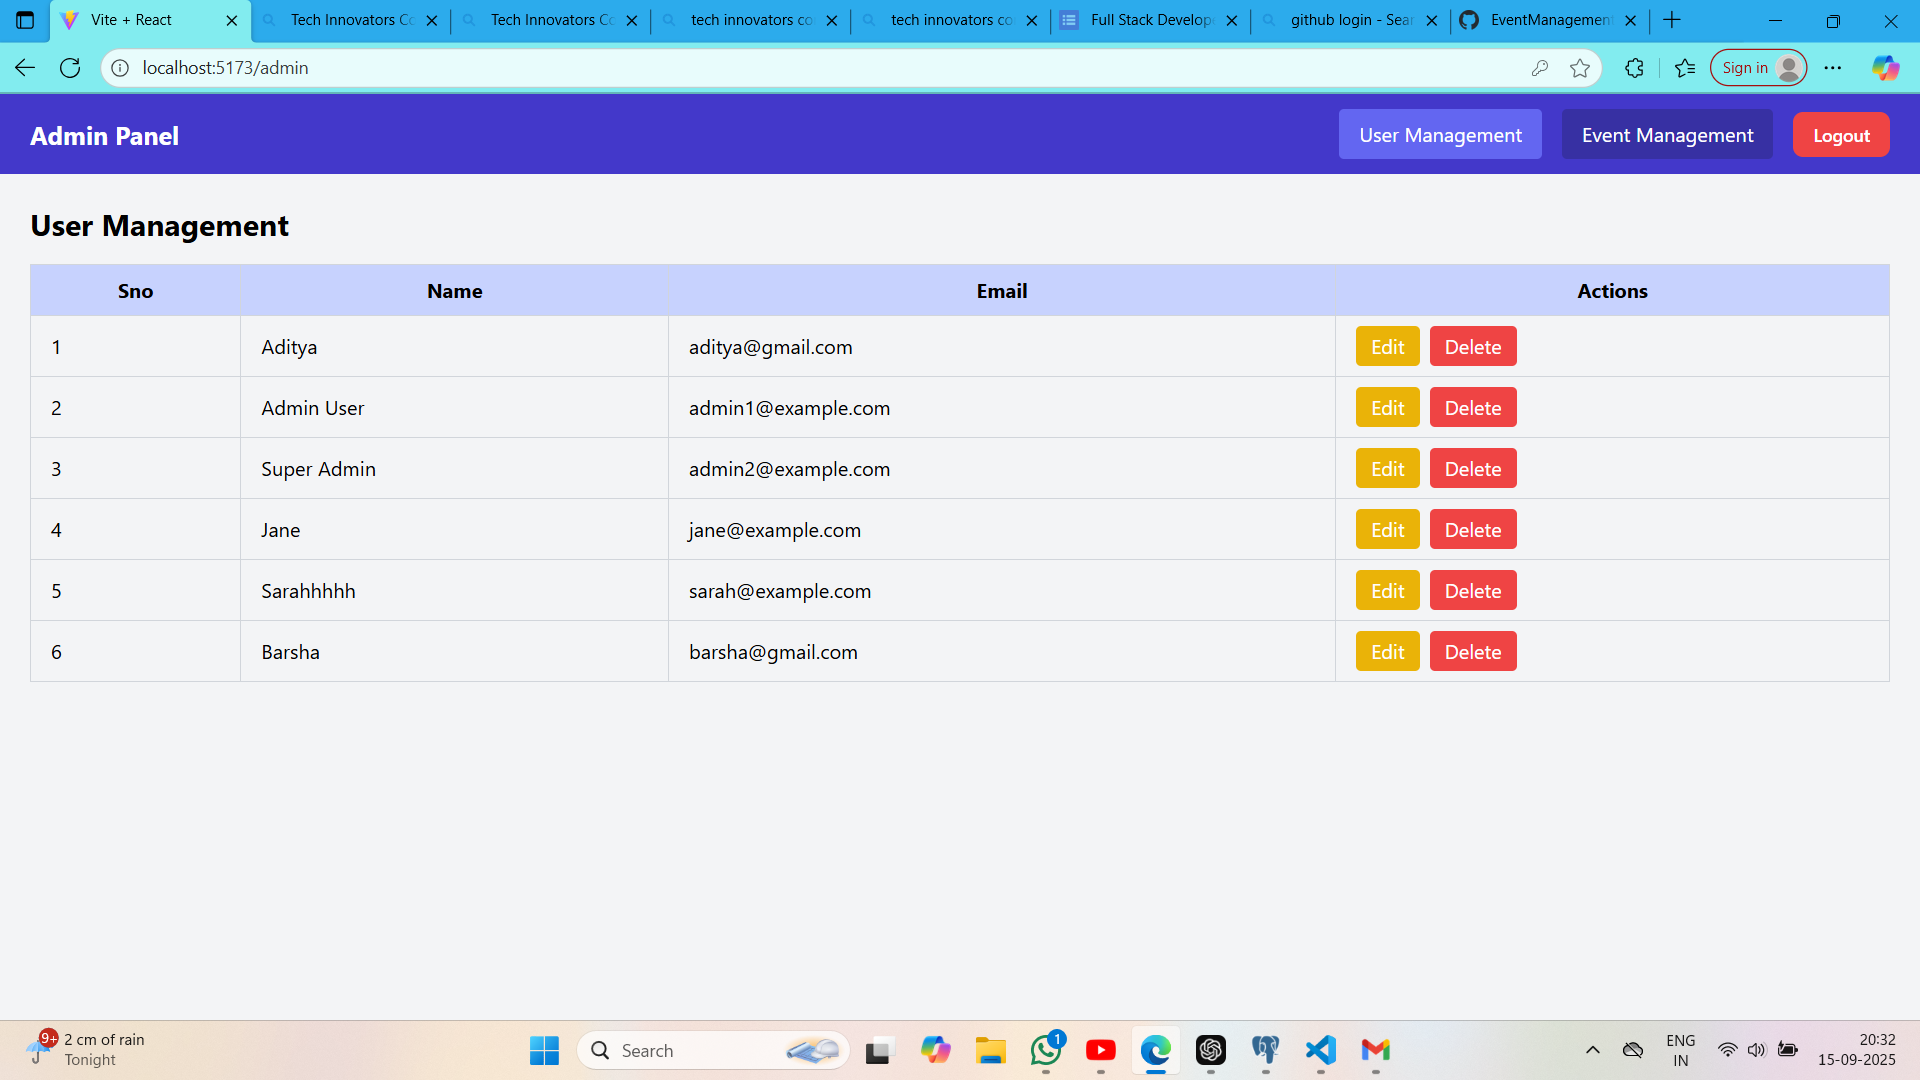 Vite + React
Tech Innovators Co
Tech Innovators Co
tech innovators co
tech innovators co
Full Stack Develop
github login - Sear
EventManagement
localhost:5173/admin
Sign in
Admin Panel
User Management
Event Management
Logout
User Management
Sno Name Email Actions
1 Aditya aditya@gmail.com Edit Delete
2 Admin User admin1@example.com Edit Delete
3 Super Admin admin2@example.com Edit Delete
4 Jane jane@example.com Edit Delete
5 Sarahhhhh sarah@example.com Edit Delete
6 Barsha barsha@gmail.com Edit Delete
9+
2 cm of rain
Tonight
Search
1
ENG
IN
20:32
15-09-2025